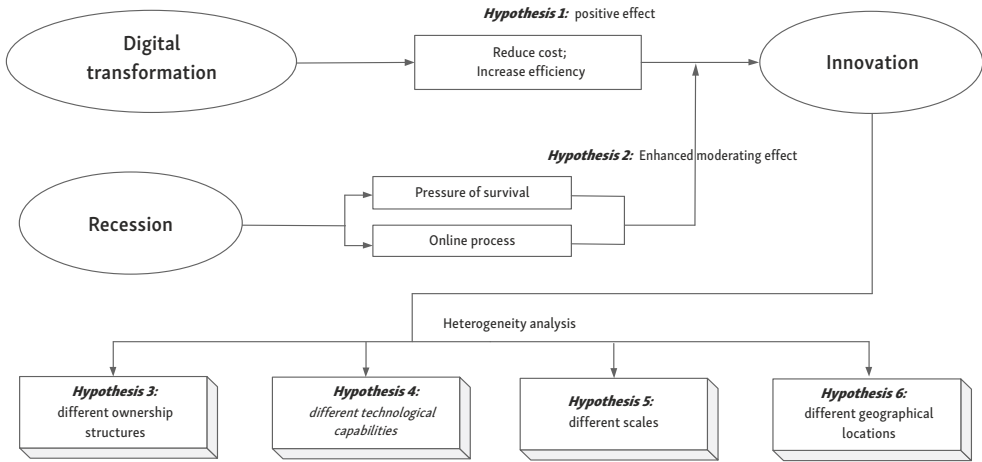 Hypothesis 1: positive effect
Digital
transformation
Reduce cost;
Increase efficiency
Innovation
Hypothesis 2: Enhanced moderating effect
Recession
Pressure of survival
Online process
Heterogeneity analysis
Hypothesis 3:
different ownership
structures
Hypothesis 4:
different technological
capabilities
Hypothesis 5:
different scales
Hypothesis 6:
different geographical
locations